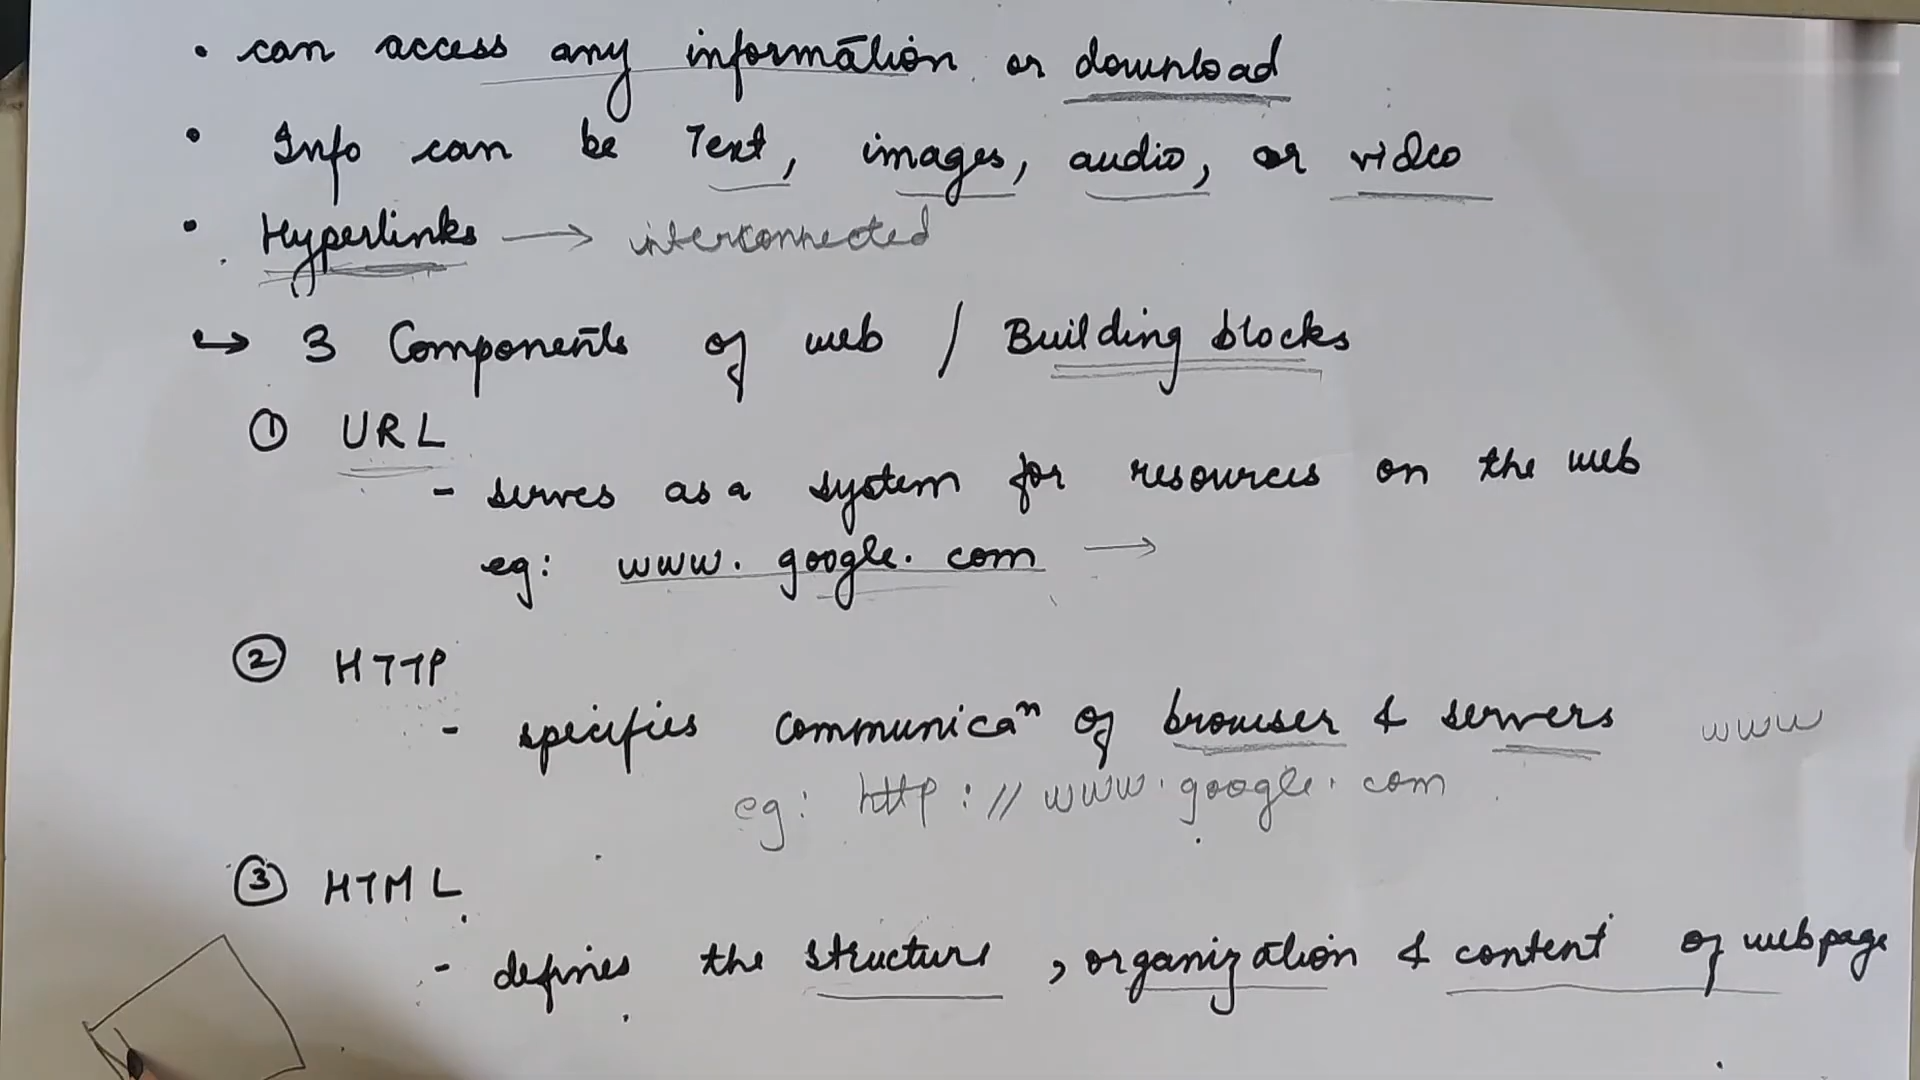 • can access any information or download
• Info can be Text, images, audio, or video
• Hyperlinks → interconnected
↪ 3 Components of web / Building blocks
① URL
- serves as a system for resources on the web
eg: www.google.com →
② HTTP
- specifies communicaⁿ of browser & servers www
eg: http://www.google.com
③ HTML
- defines the structure, organization & content of webpage